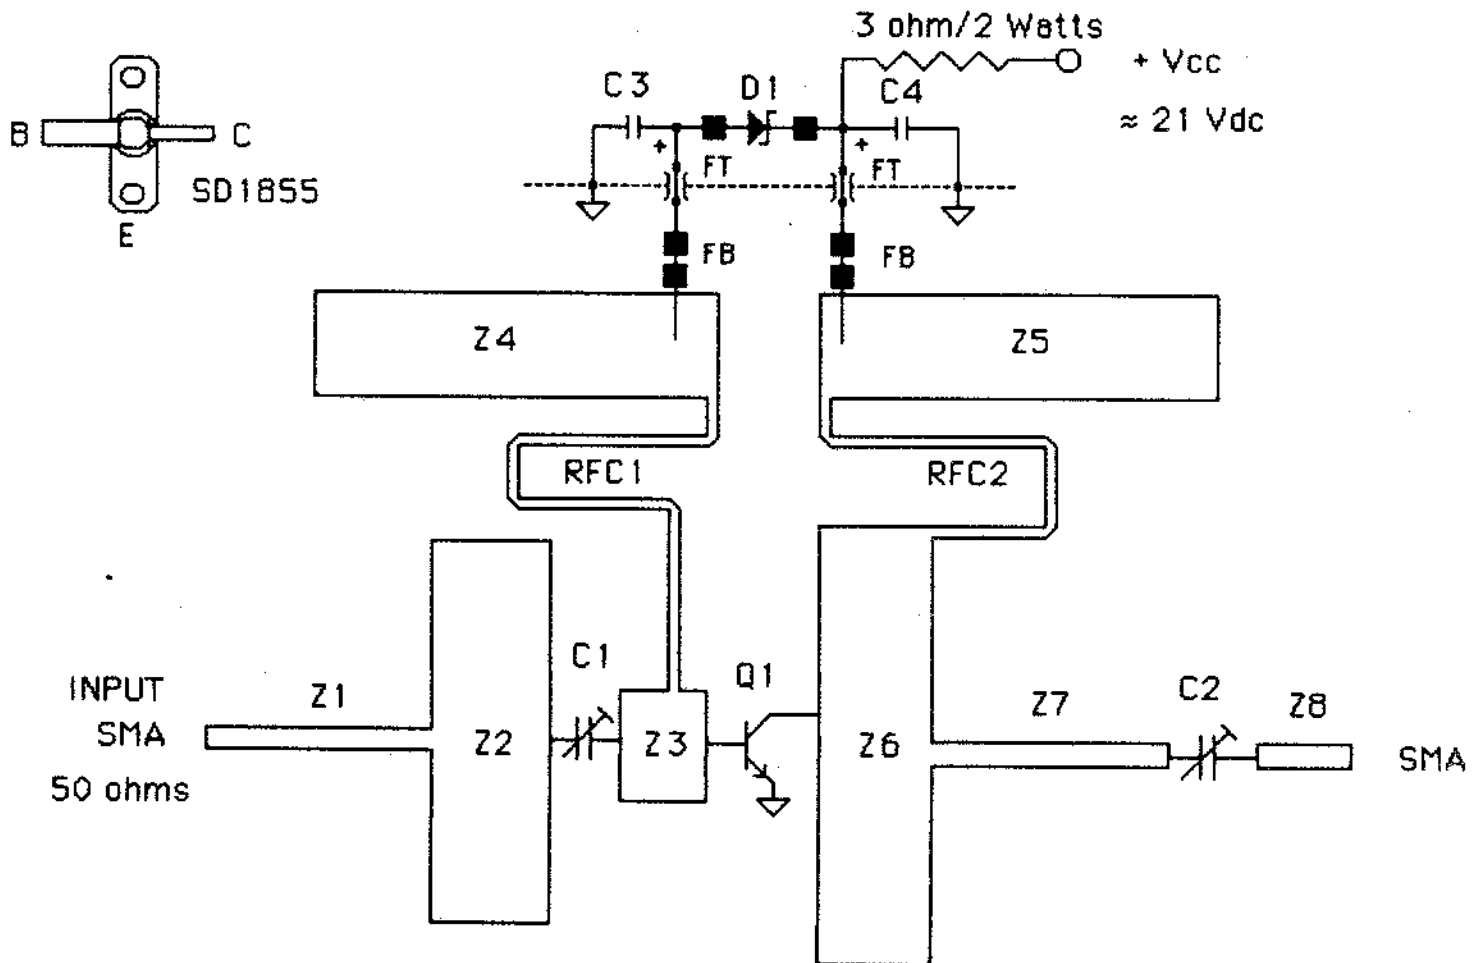 3 ohm/2 Watts
+ Vcc
≈ 21 Vdc
C3
D1
C4
B
C
SD1855
E
+
FT
+
FT
FB
FB
Z4
Z5
RFC1
RFC2
INPUT
SMA
50 ohms
Z1
Z2
C1
Z3
Q1
Z6
Z7
C2
Z8
SMA